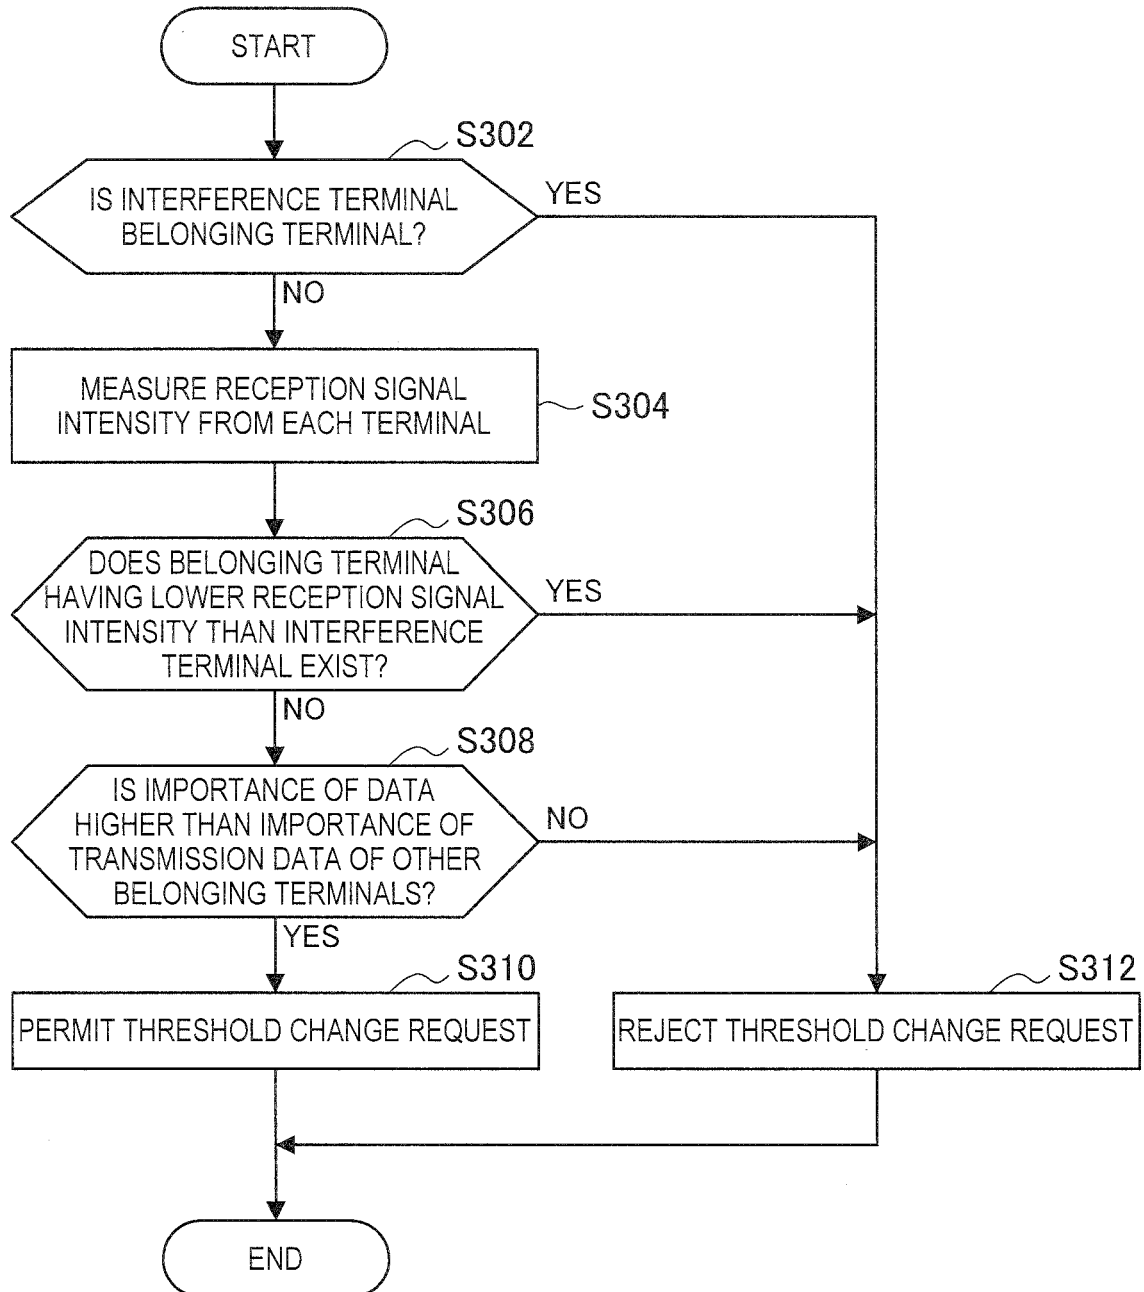 START
S302
IS INTERFERENCE TERMINAL
BELONGING TERMINAL?
YES
NO
MEASURE RECEPTION SIGNAL
INTENSITY FROM EACH TERMINAL
S304
S306
DOES BELONGING TERMINAL
HAVING LOWER RECEPTION SIGNAL
INTENSITY THAN INTERFERENCE
TERMINAL EXIST?
YES
NO
S308
IS IMPORTANCE OF DATA
HIGHER THAN IMPORTANCE OF
TRANSMISSION DATA OF OTHER
BELONGING TERMINALS?
NO
YES
S310
PERMIT THRESHOLD CHANGE REQUEST
S312
REJECT THRESHOLD CHANGE REQUEST
END